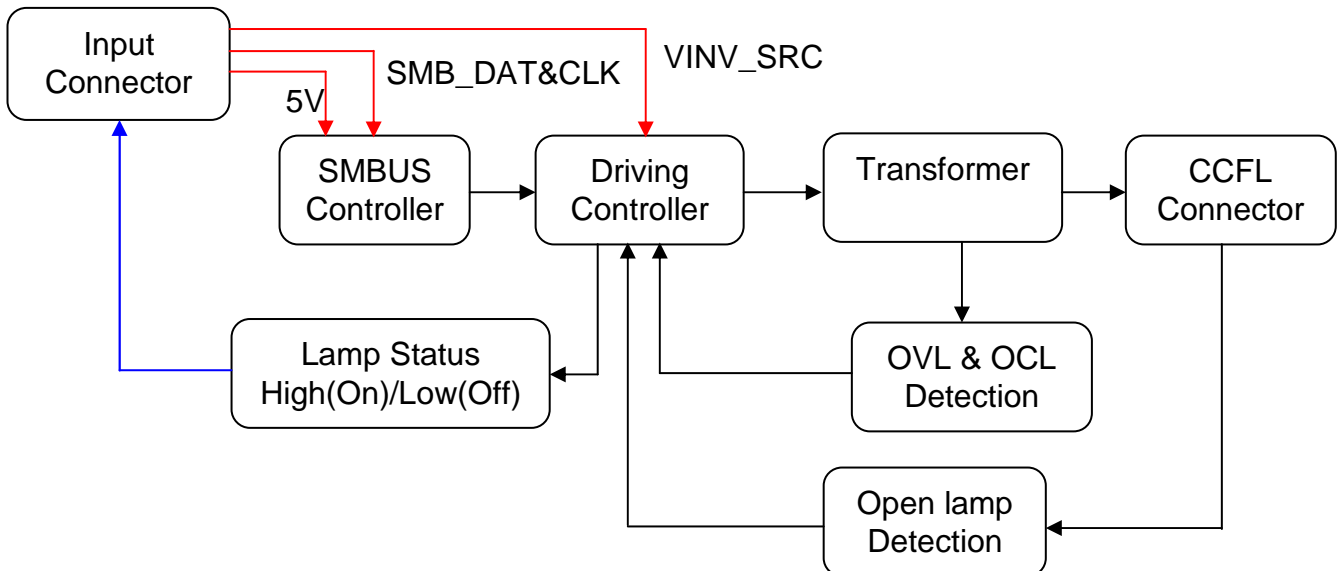 Input
Connector
VINV_SRC
SMB_DAT&CLK
5V
SMBUS
Controller
Driving
Controller
Transformer
CCFL
Connector
Lamp Status
High(On)/Low(Off)
OVL & OCL
Detection
Open lamp
Detection